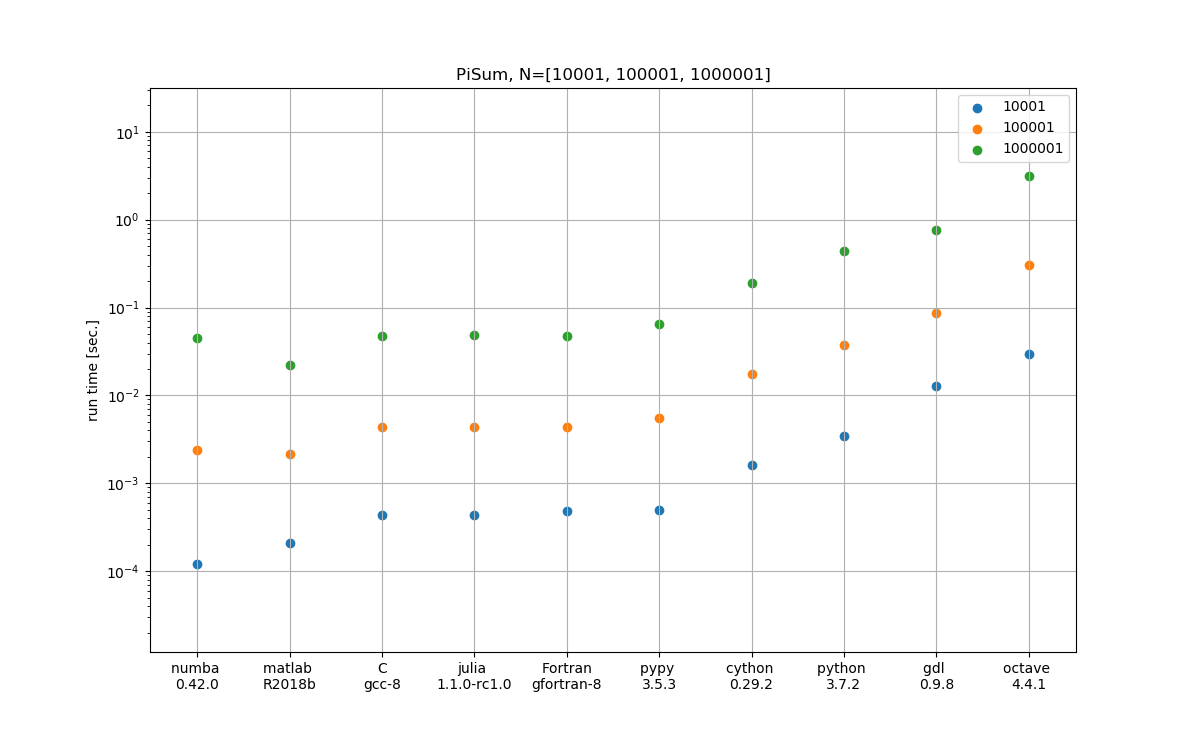 PiSum, N=[10001, 100001, 1000001]
10001
100001
1000001
run time [sec.]
10¹
10⁰
10⁻¹
10⁻²
10⁻³
10⁻⁴
numba matlab C julia Fortran pypy cython python gdl octave
0.42.0 R2018b gcc-8 1.1.0-rc1.0 gfortran-8 3.5.3 0.29.2 3.7.2 0.9.8 4.4.1